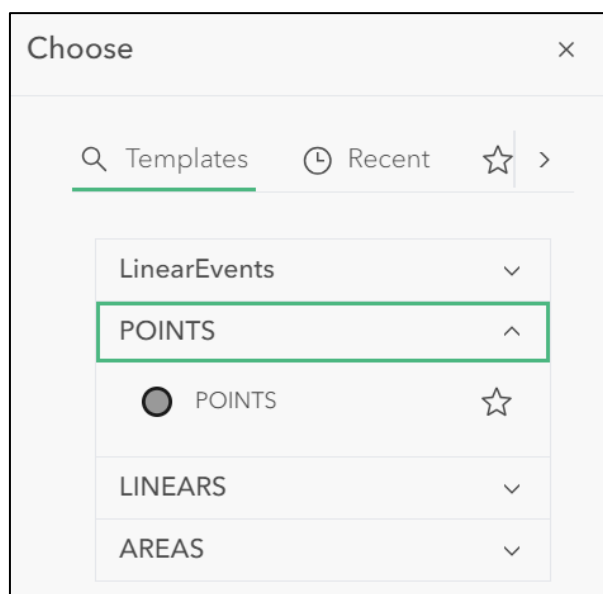 Choose
Templates Recent
LinearEvents
POINTS
POINTS
LINEARS
AREAS